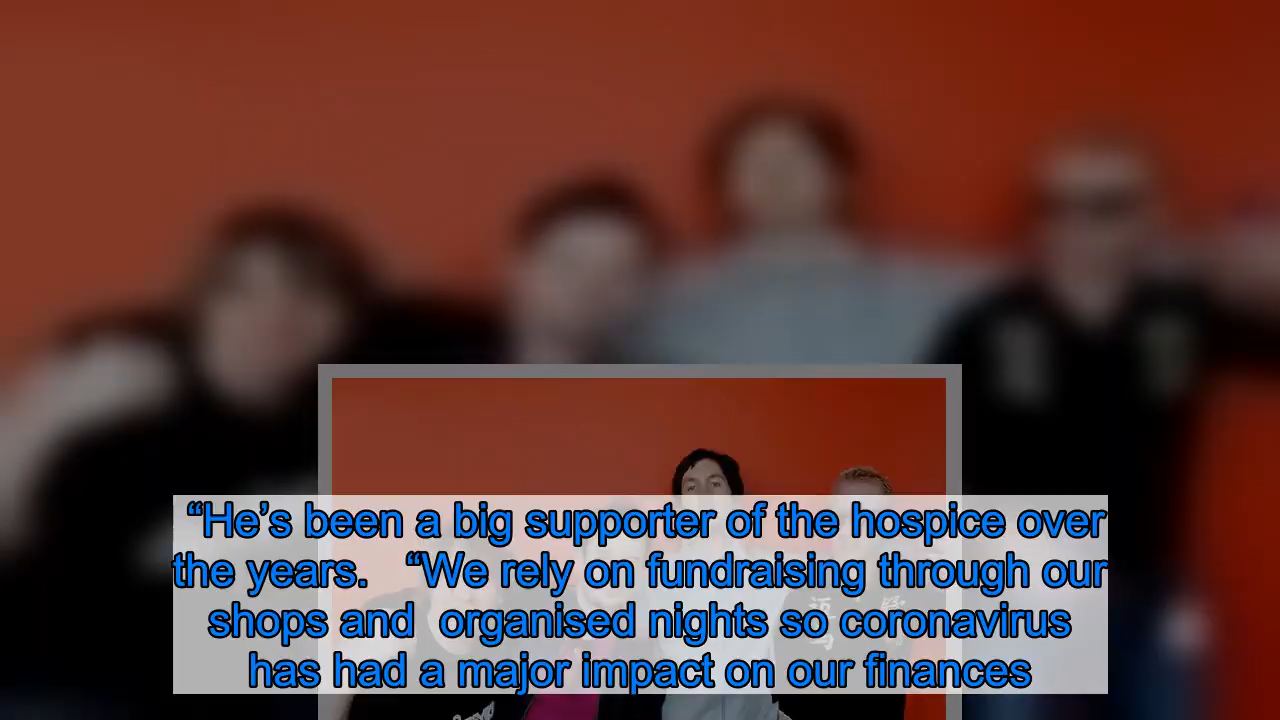 “He’s been a big supporter of the hospice over
the years.   “We rely on fundraising through our
shops and  organised nights so coronavirus
has had a major impact on our finances